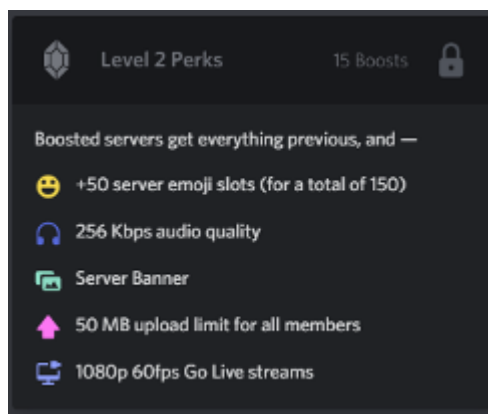 Level 2 Perks 15 Boosts
Boosted servers get everything previous, and —
+50 server emoji slots (for a total of 150)
256 Kbps audio quality
Server Banner
50 MB upload limit for all members
1080p 60fps Go Live streams